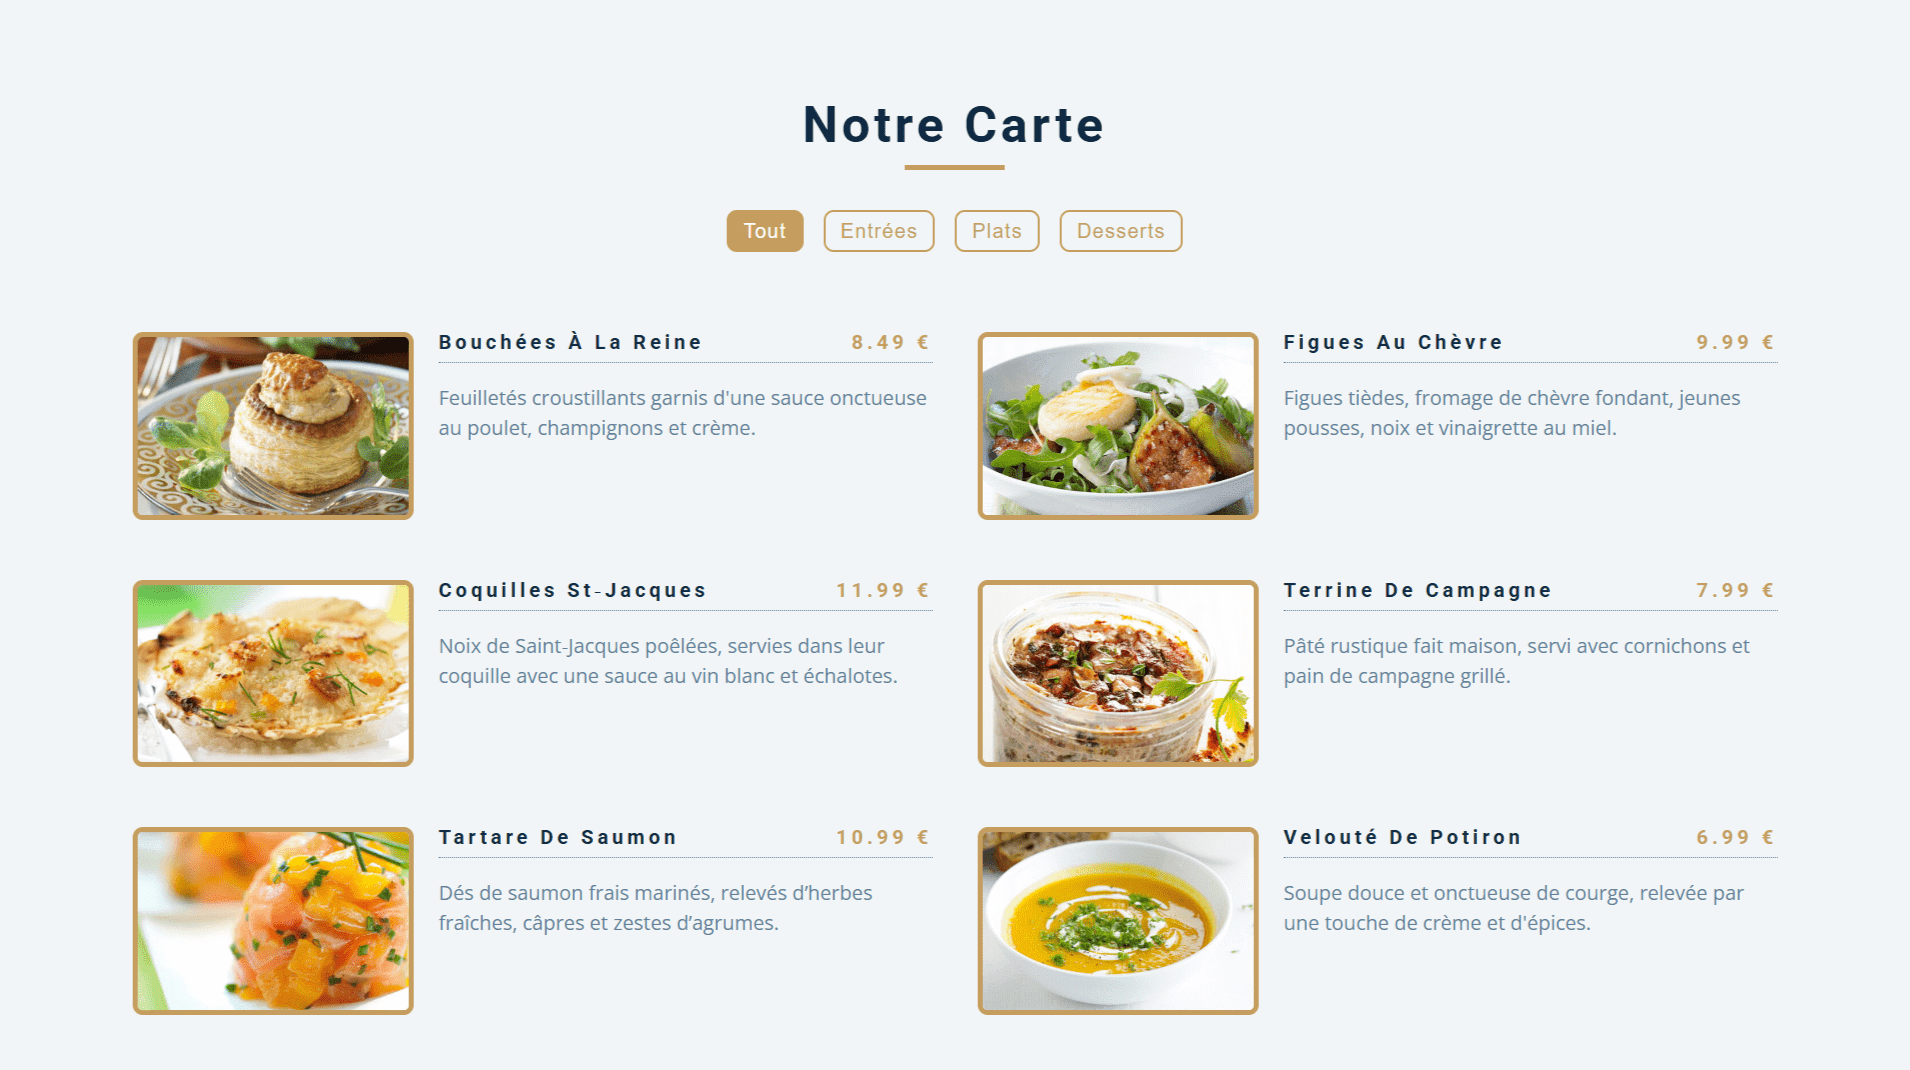 Notre Carte
Tout
Entrées
Plats
Desserts
Bouchées À La Reine 8.49 €
Feuilletés croustillants garnis d'une sauce onctueuse
au poulet, champignons et crème.
Figues Au Chèvre 9.99 €
Figues tièdes, fromage de chèvre fondant, jeunes
pousses, noix et vinaigrette au miel.
Coquilles St-Jacques 11.99 €
Noix de Saint-Jacques poêlées, servies dans leur
coquille avec une sauce au vin blanc et échalotes.
Terrine De Campagne 7.99 €
Pâté rustique fait maison, servi avec cornichons et
pain de campagne grillé.
Tartare De Saumon 10.99 €
Dés de saumon frais marinés, relevés d’herbes
fraîches, câpres et zestes d’agrumes.
Velouté De Potiron 6.99 €
Soupe douce et onctueuse de courge, relevée par
une touche de crème et d'épices.